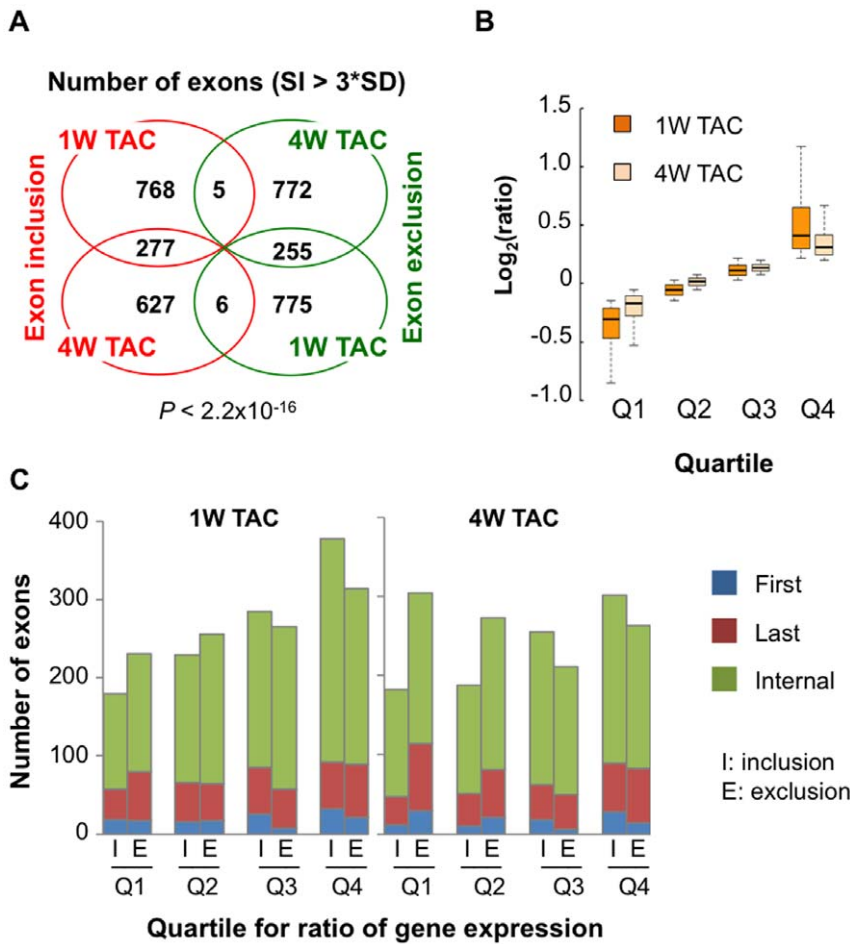 A
Number of exons (SI > 3*SD)
1W TAC
4W TAC
768
5
772
Exon inclusion
277
255
Exon exclusion
627
6
775
4W TAC
1W TAC
P < 2.2x10-16
B
1.5
1.0
0.5
0
-0.5
-1.0
Log2(ratio)
1W TAC
4W TAC
Q1 Q2 Q3 Q4
Quartile
C
400
300
200
100
0
Number of exons
1W TAC
4W TAC
I E I E I E I E I E I E I E I E
Q1 Q2 Q3 Q4 Q1 Q2 Q3 Q4
Quartile for ratio of gene expression
First
Last
Internal
I: inclusion
E: exclusion